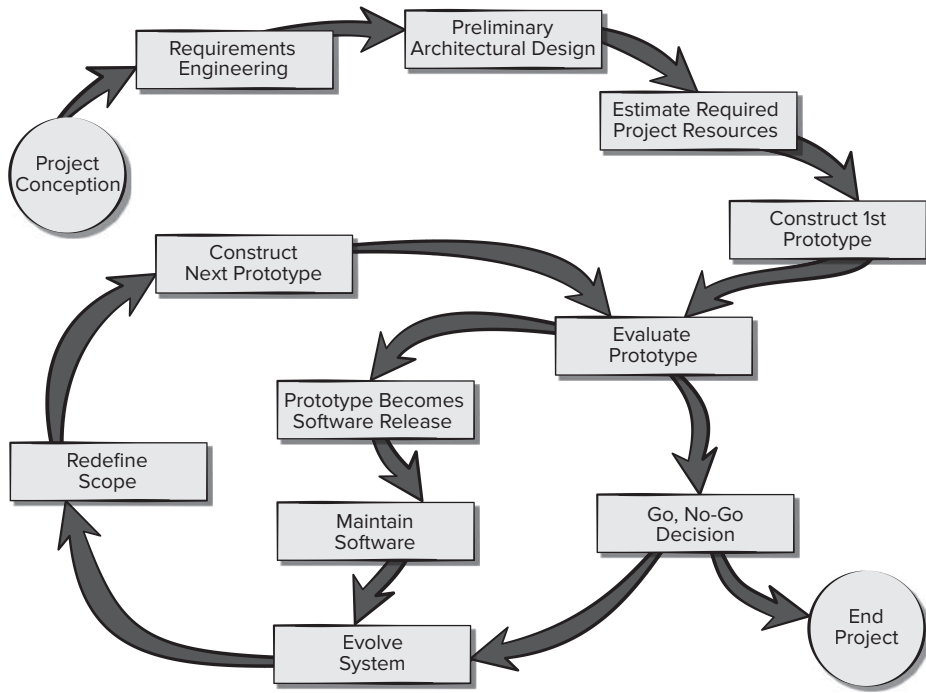 Project
Conception
Requirements
Engineering
Preliminary
Architectural Design
Estimate Required
Project Resources
Construct 1st
Prototype
Construct
Next Prototype
Evaluate
Prototype
Prototype Becomes
Software Release
Redefine
Scope
Maintain
Software
Go, No-Go
Decision
Evolve
System
End
Project